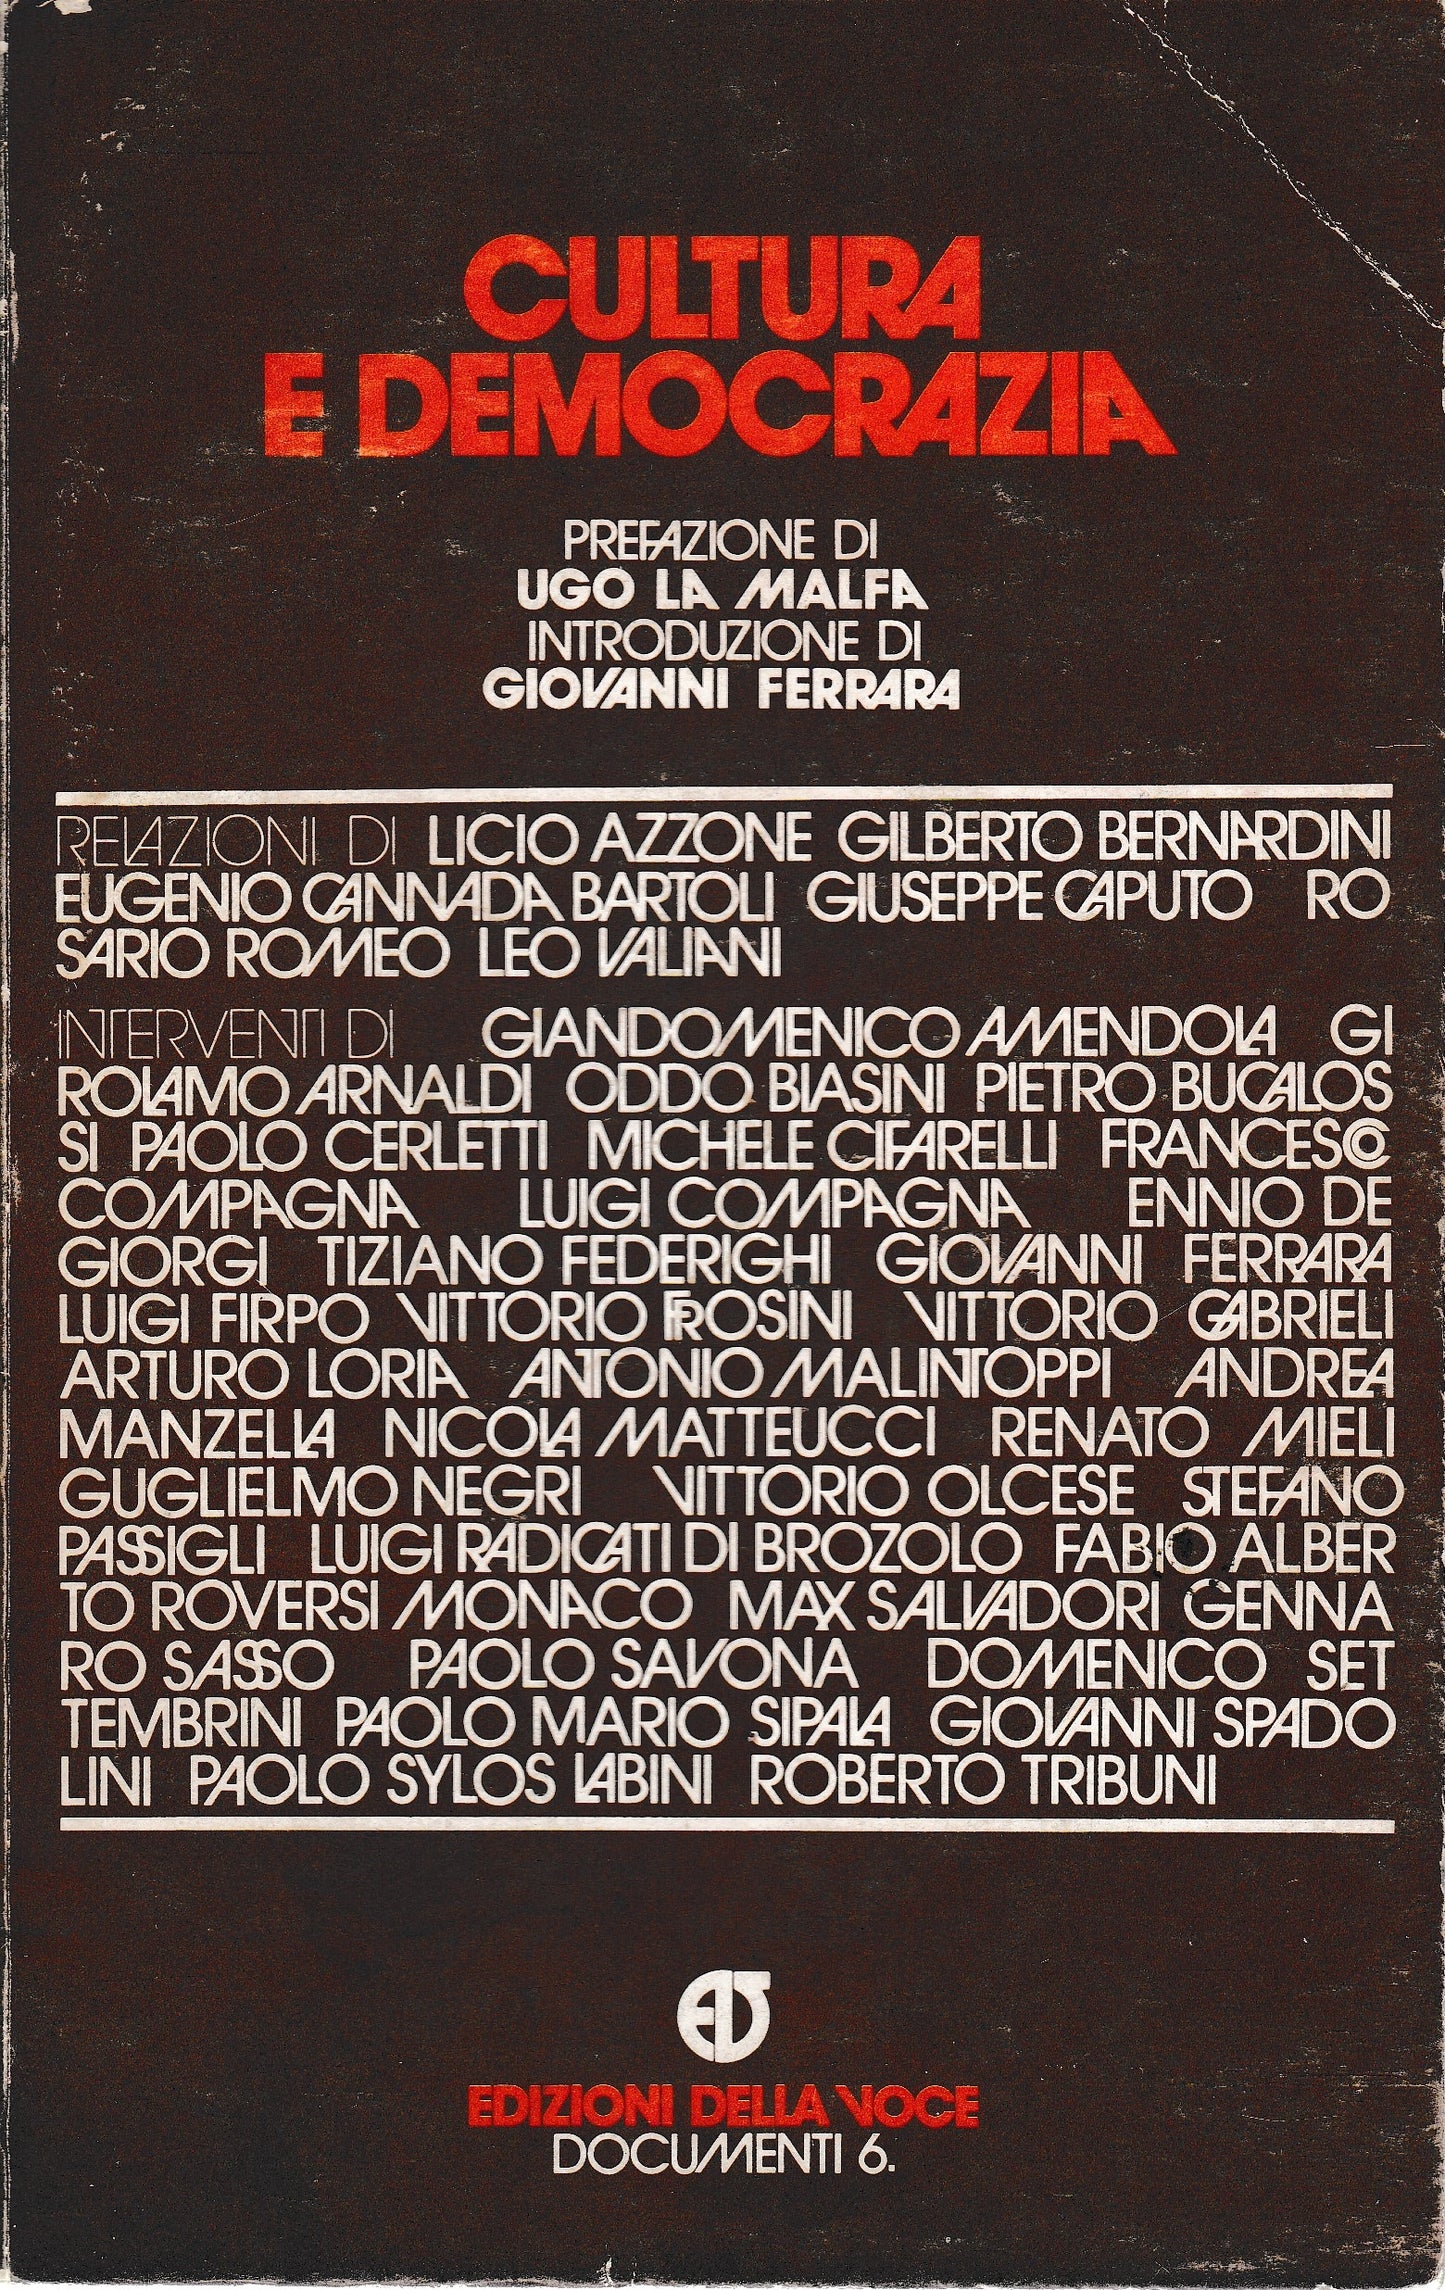 CULTURA
E DEMOCRAZIA
PREFAZIONE DI
UGO LA MALFA
INTRODUZIONE DI
GIOVANNI FERRARA
RELAZIONI DI LICIO AZZONE GILBERTO BERNARDINI
EUGENIO CANNADA BARTOLI GIUSEPPE CAPUTO RO
SARIO ROMEO LEO VALIANI
INTERVENTI DI GIANDOMENICO AMENDOLA GI
ROLAMO ARNALDI ODDO BIASINI PIETRO BUCALOS
SI PAOLO CERLETTI MICHELE CIFARELLI FRANCESCO
COMPAGNA LUIGI COMPAGNA ENNIO DE
GIORGI TIZIANO FEDERIGHI GIOVANNI FERRARA
LUIGI FIRPO VITTORIO FROSINI VITTORIO GABRIELI
ARTURO LORIA ANTONIO MALINTOPPI ANDREA
MANZELLA NICOLA MATTEUCCI RENATO MIELI
GUGLIELMO NEGRI VITTORIO OLCESE STEFANO
PASSIGLI LUIGI RADICATI DI BROZOLO FABIO ALBER
TO ROVERSI MONACO MAX SALVADORI GENNA
RO SASSO PAOLO SAVONA DOMENICO SET
TEMBRINI PAOLO MARIO SIPALA GIOVANNI SPADO
LINI PAOLO SYLOS LABINI ROBERTO TRIBUNI
EV
EDIZIONI DELLA VOCE
DOCUMENTI 6.